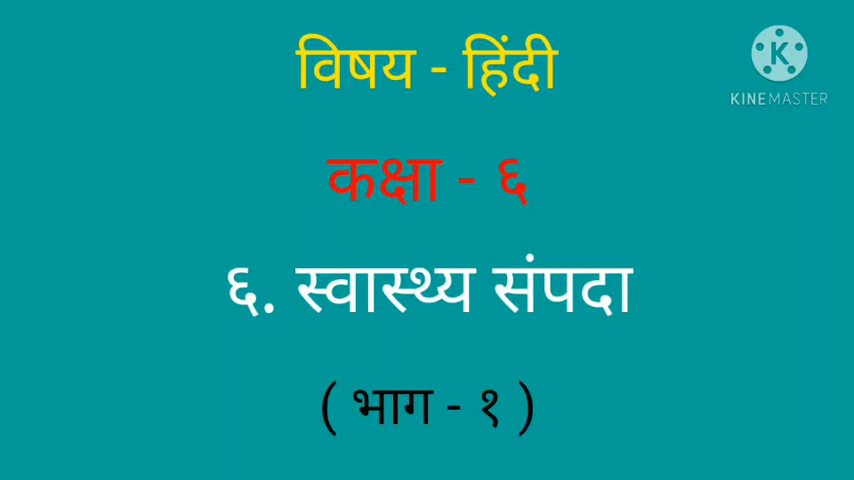 विषय - हिंदी
K
KINEMASTER
कक्षा - ६
६. स्वास्थ्य संपदा
( भाग - १ )